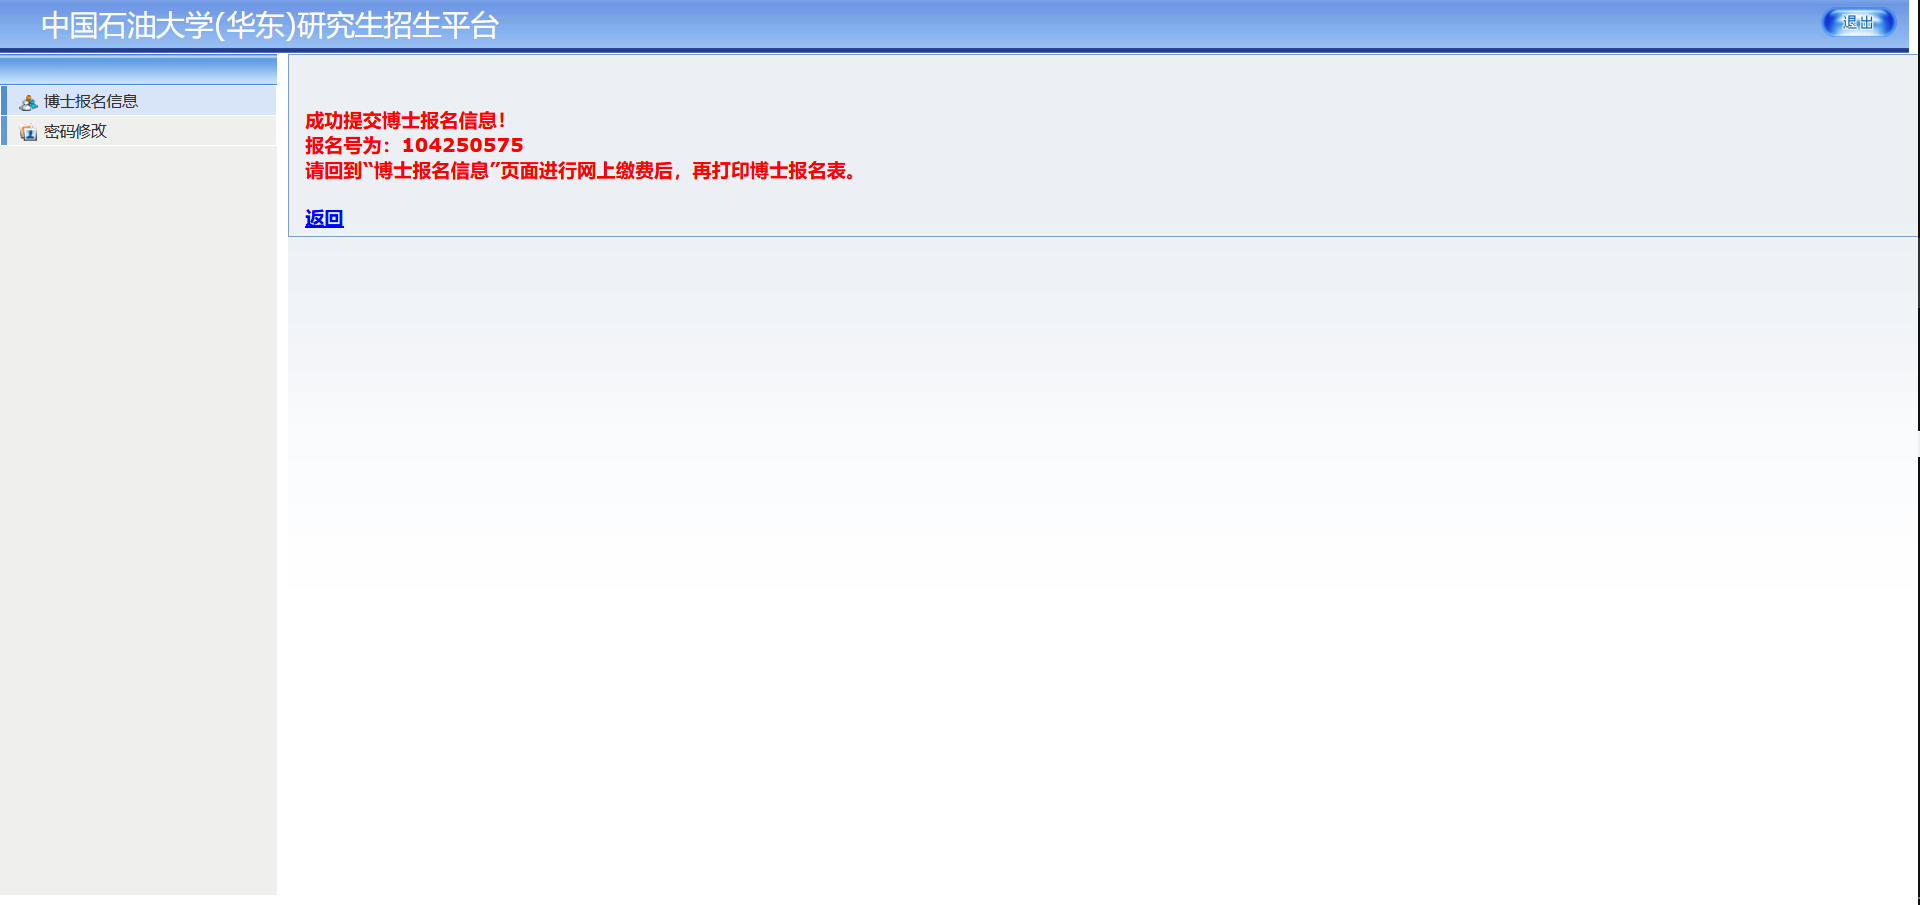 中国石油大学(华东)研究生招生平台
退出
博士报名信息
密码修改
成功提交博士报名信息!
报名号为：104250575
请回到“博士报名信息”页面进行网上缴费后，再打印博士报名表。
返回